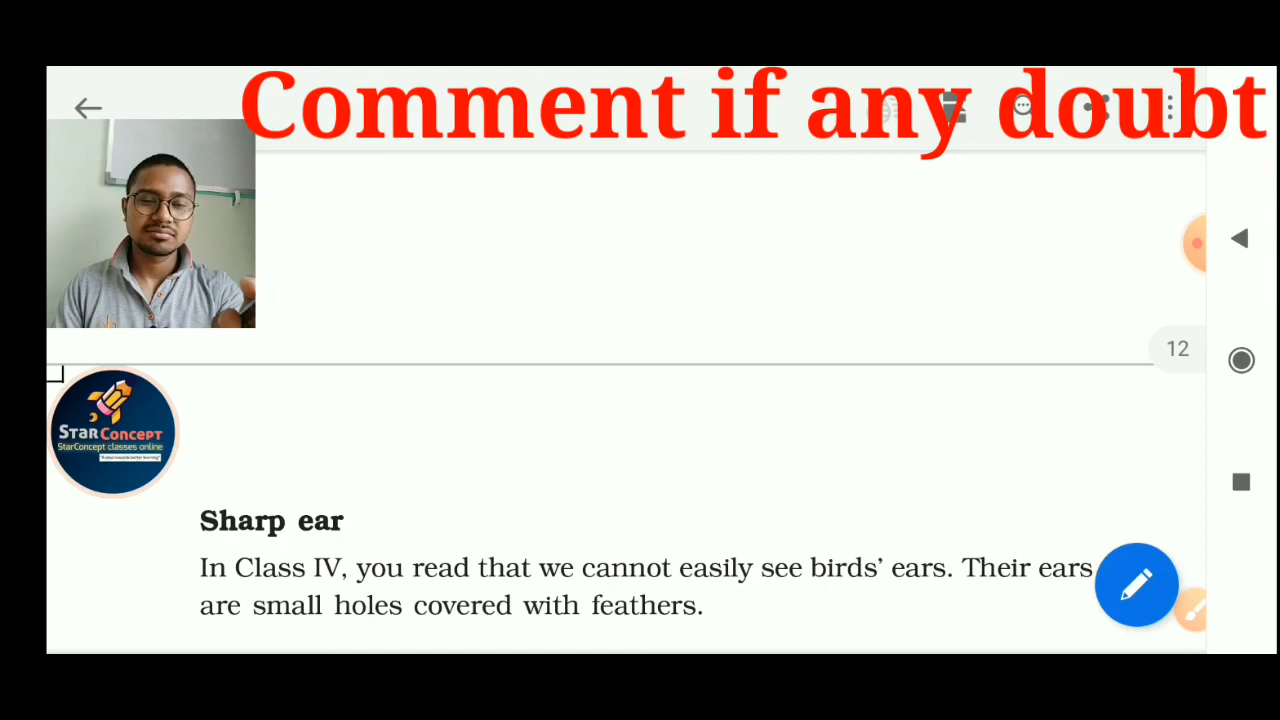 Comment if any doubt
12
STARCONCEPT
StarConcept classes online
Sharp ear
In Class IV, you read that we cannot easily see birds’ ears. Their ears
are small holes covered with feathers.